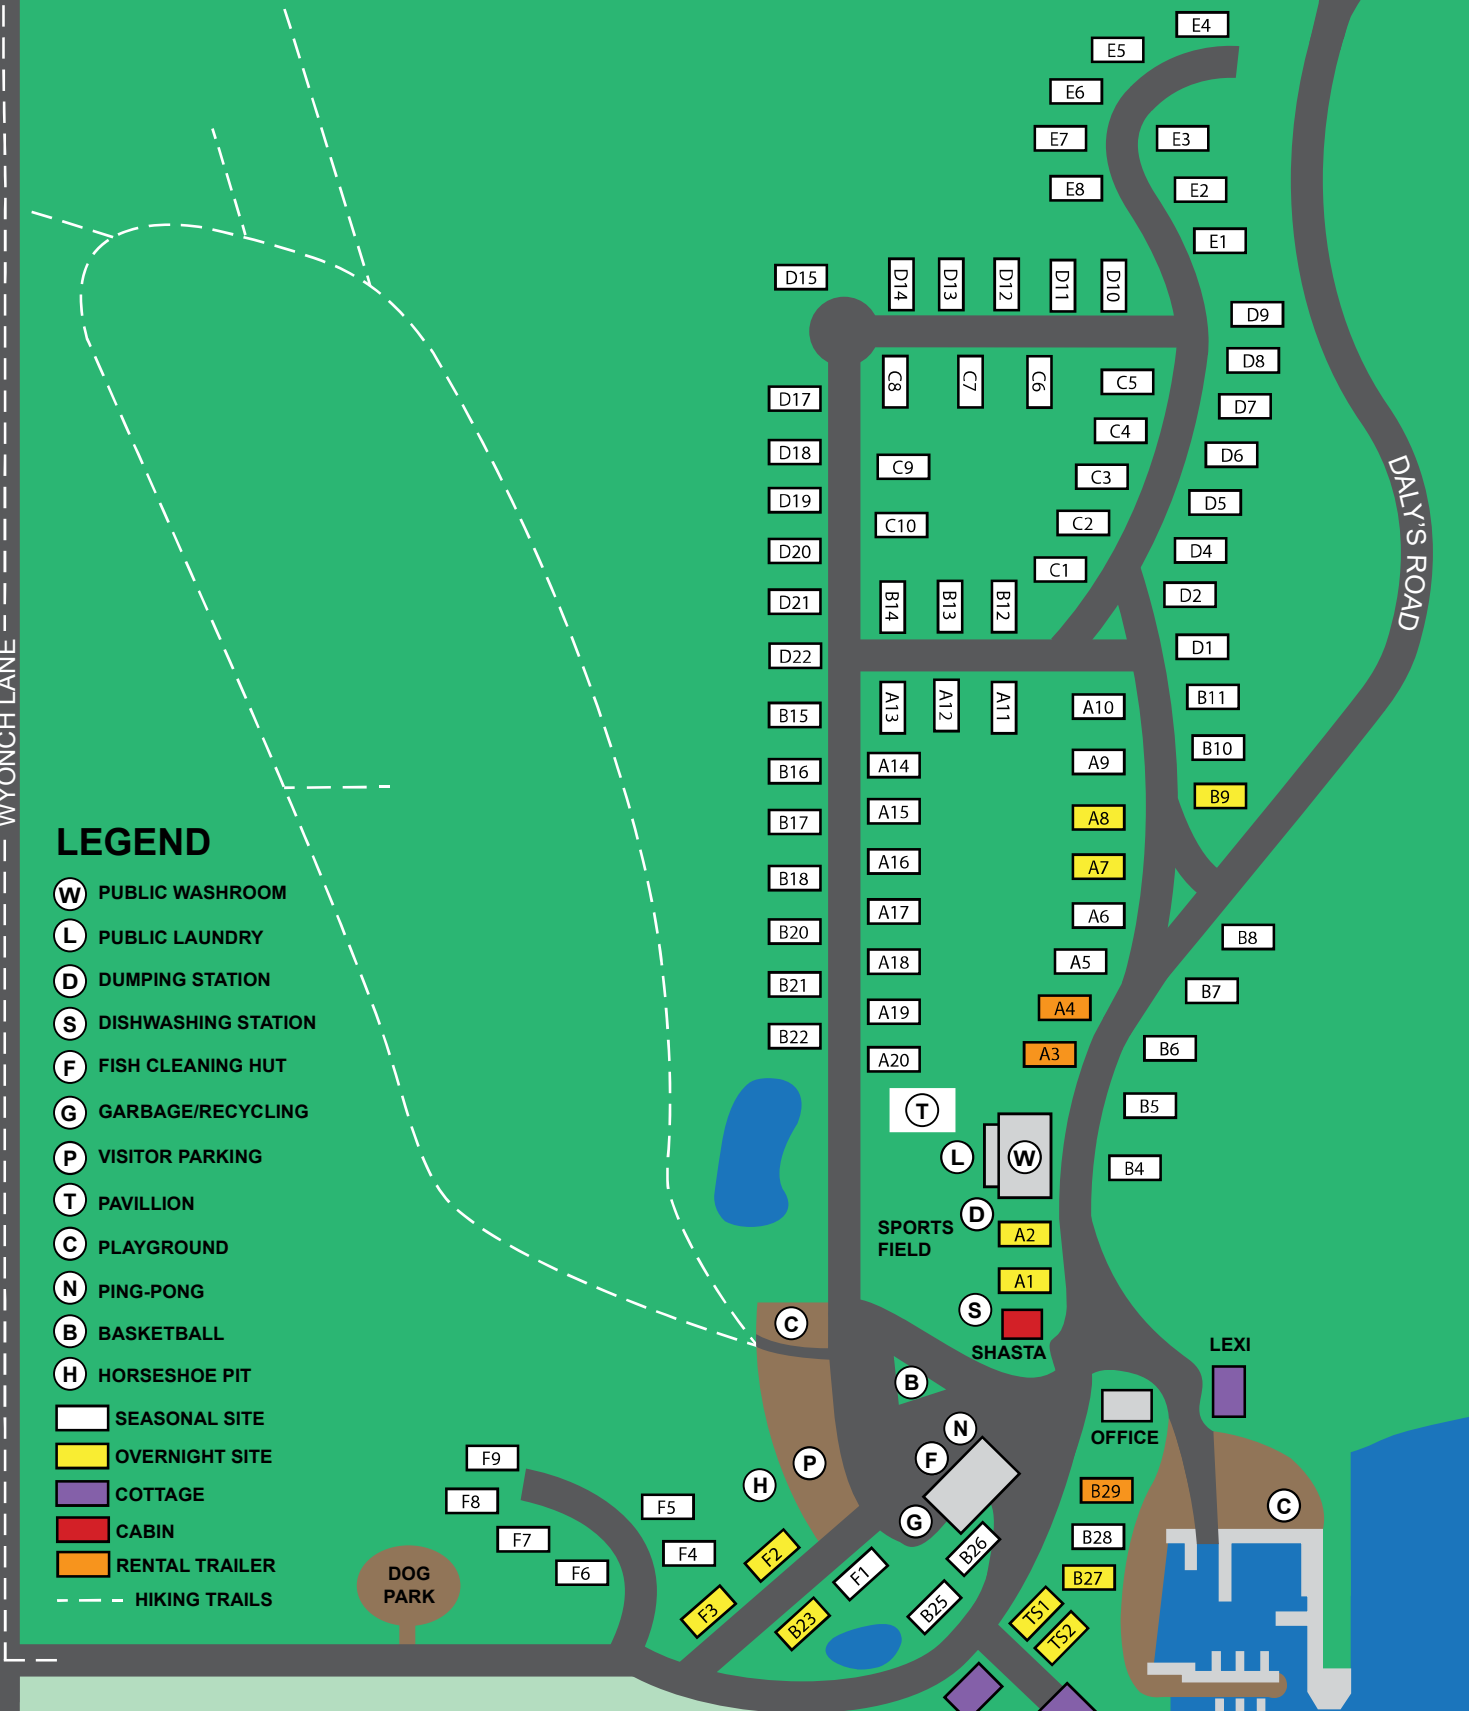 E4
E5
E6
E7
E3
E8
E2
E1
D15
D14
D13
D12
D11
D10
D9
D8
C8
C7
C6
C5
D17
D7
C4
D18
D6
C9
C3
D19
D5
C10
C2
D20
D4
C1
D21
B14
B13
B12
D2
D22
D1
DALY'S ROAD
WYONCH LANE
B15
A13
A12
A11
A10
B11
B16
A14
A9
B10
B9
B17
A15
A8
B18
A16
A7
B20
A17
A6
B8
B21
A18
A5
B7
B22
A19
A4
A20
A3
B6
B5
B4
T
L
W
D
SPORTS
FIELD
A2
A1
S
SHASTA
C
LEXI
B
OFFICE
N
F
P
H
G
C
LEGEND
W PUBLIC WASHROOM
L PUBLIC LAUNDRY
D DUMPING STATION
S DISHWASHING STATION
F FISH CLEANING HUT
G GARBAGE/RECYCLING
P VISITOR PARKING
T PAVILLION
C PLAYGROUND
N PING-PONG
B BASKETBALL
H HORSESHOE PIT
SEASONAL SITE
OVERNIGHT SITE
COTTAGE
CABIN
RENTAL TRAILER
HIKING TRAILS
F9
F8
F7
F6
F5
F4
F2
F3
F1
B23
B26
B25
B29
B28
B27
TS1
TS2
DOG
PARK